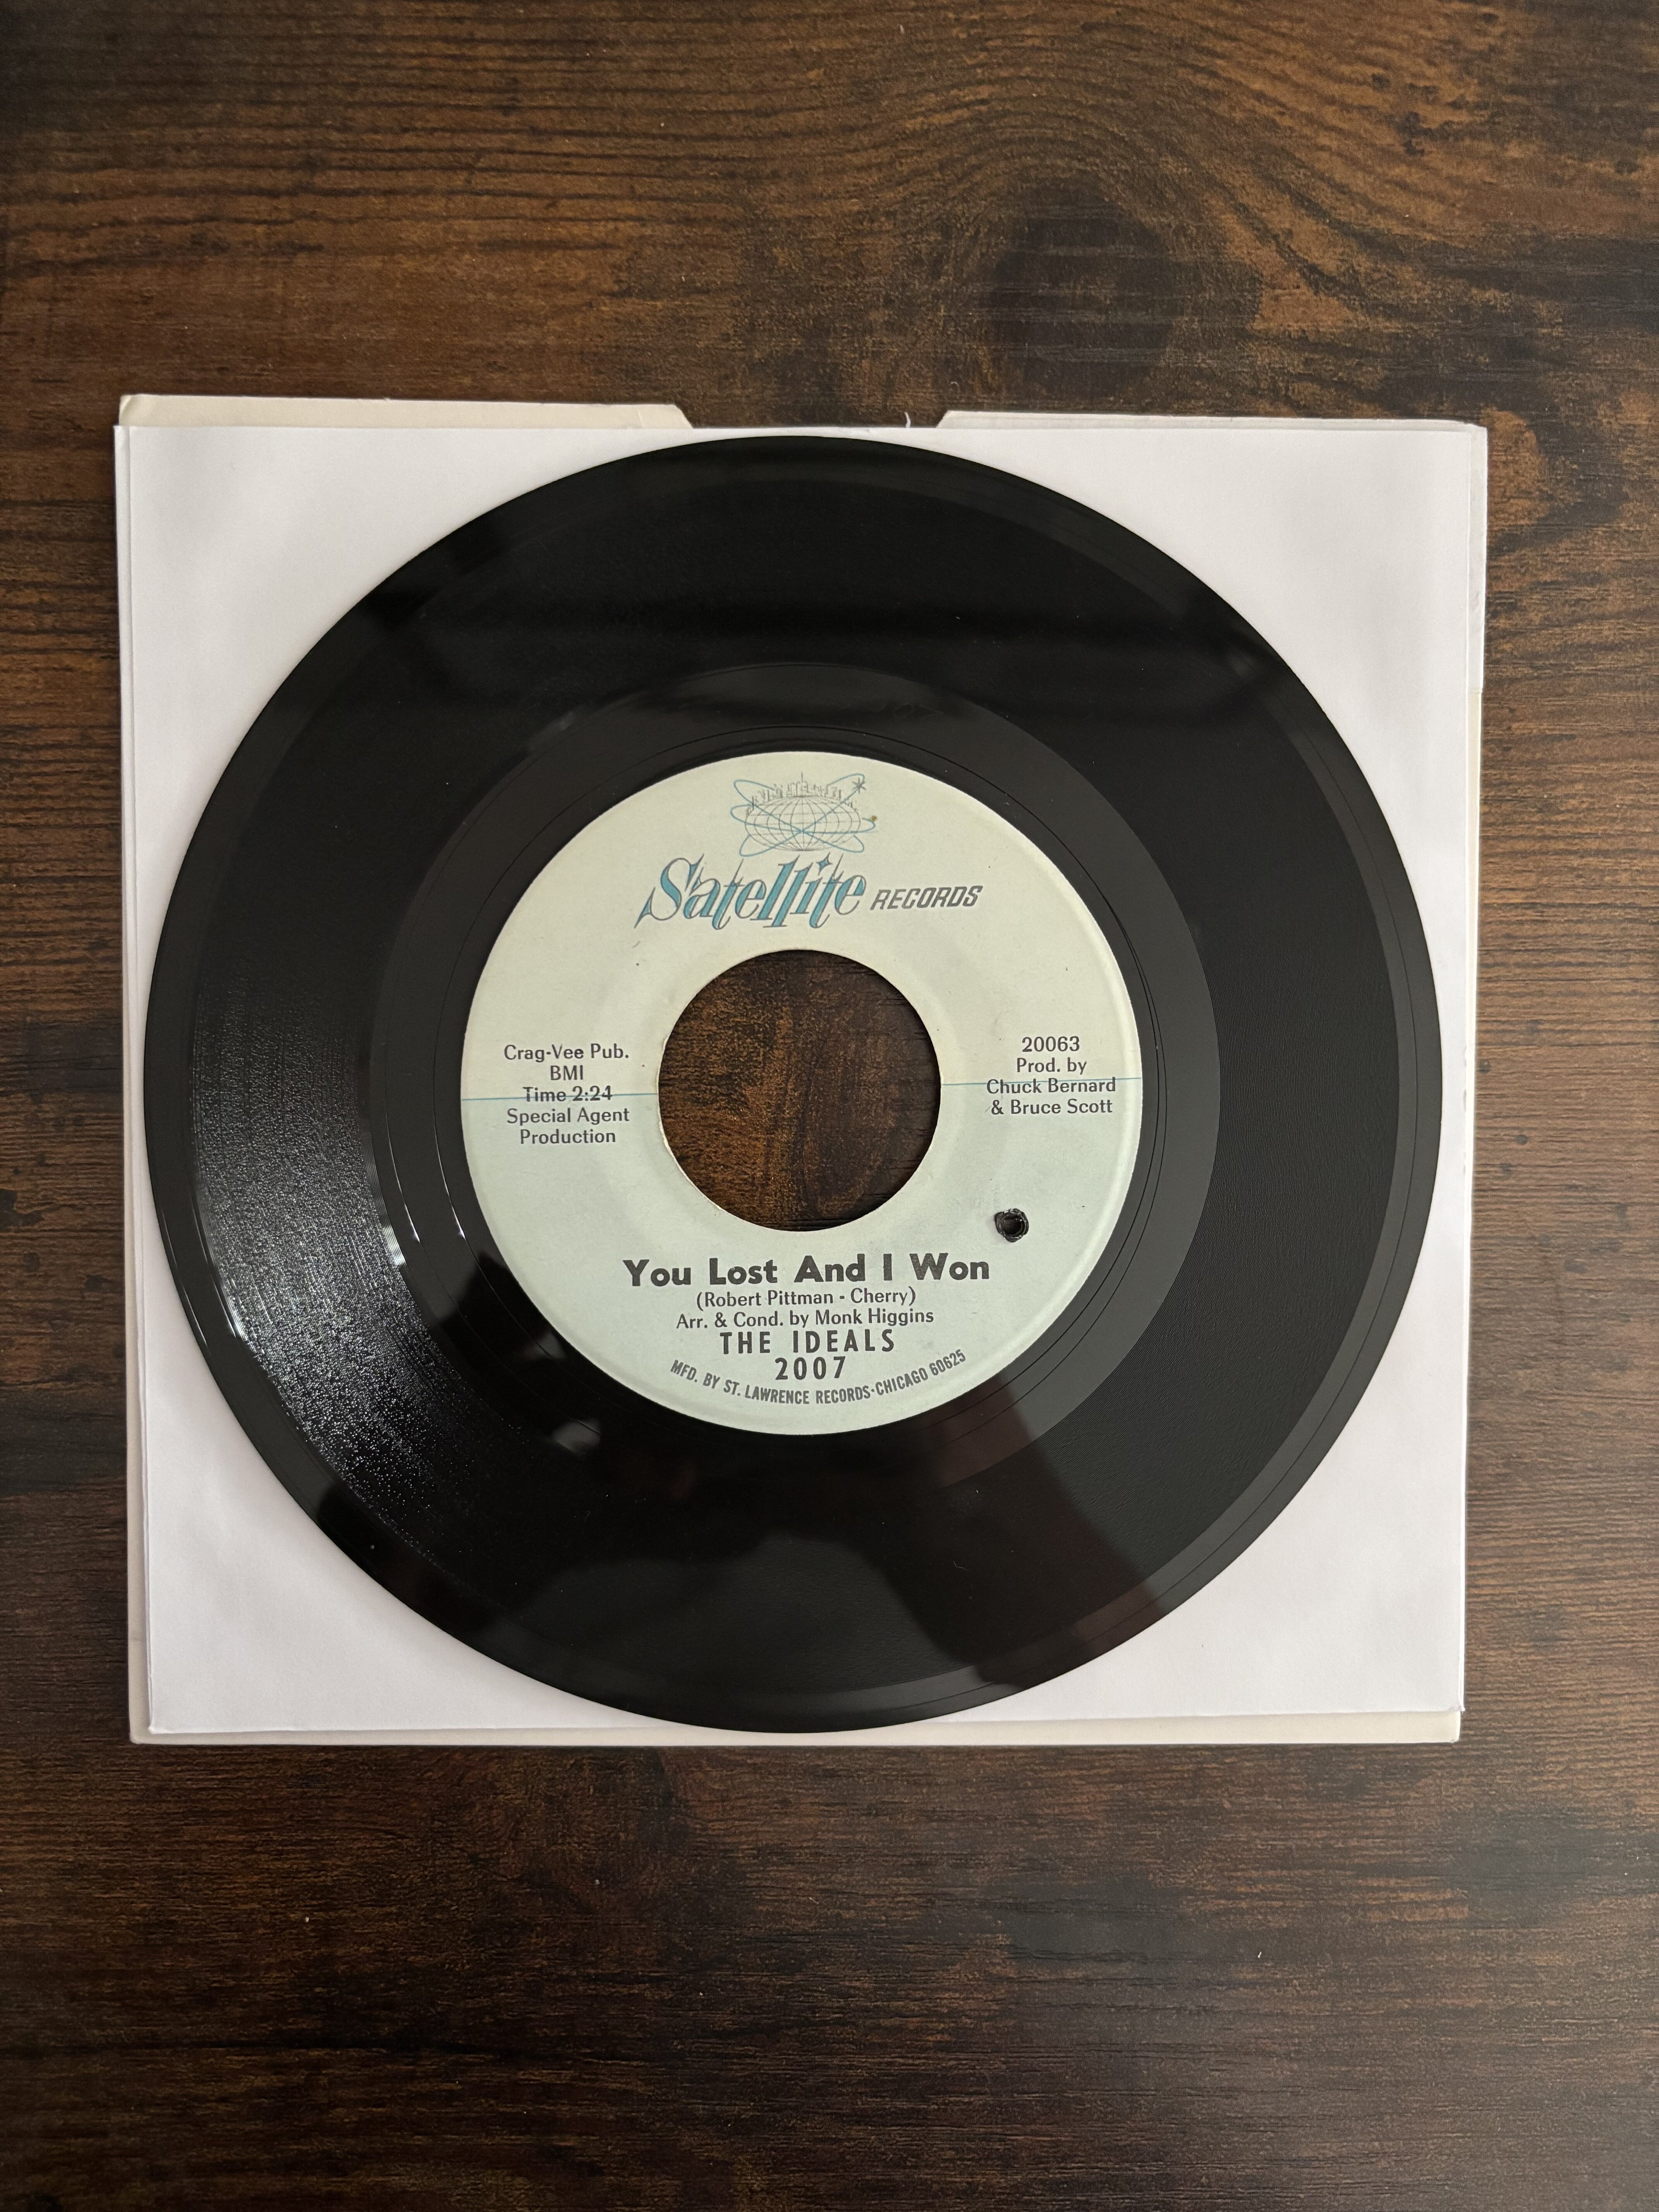 Satellite RECORDS
Crag-Vee Pub.
BMI
Time 2:24
Special Agent
Production
20063
Prod. by
Chuck Bernard
& Bruce Scott
You Lost And I Won
(Robert Pittman - Cherry)
Arr. & Cond. by Monk Higgins
THE IDEALS
2007
MFD. BY ST. LAWRENCE RECORDS-CHICAGO 60625